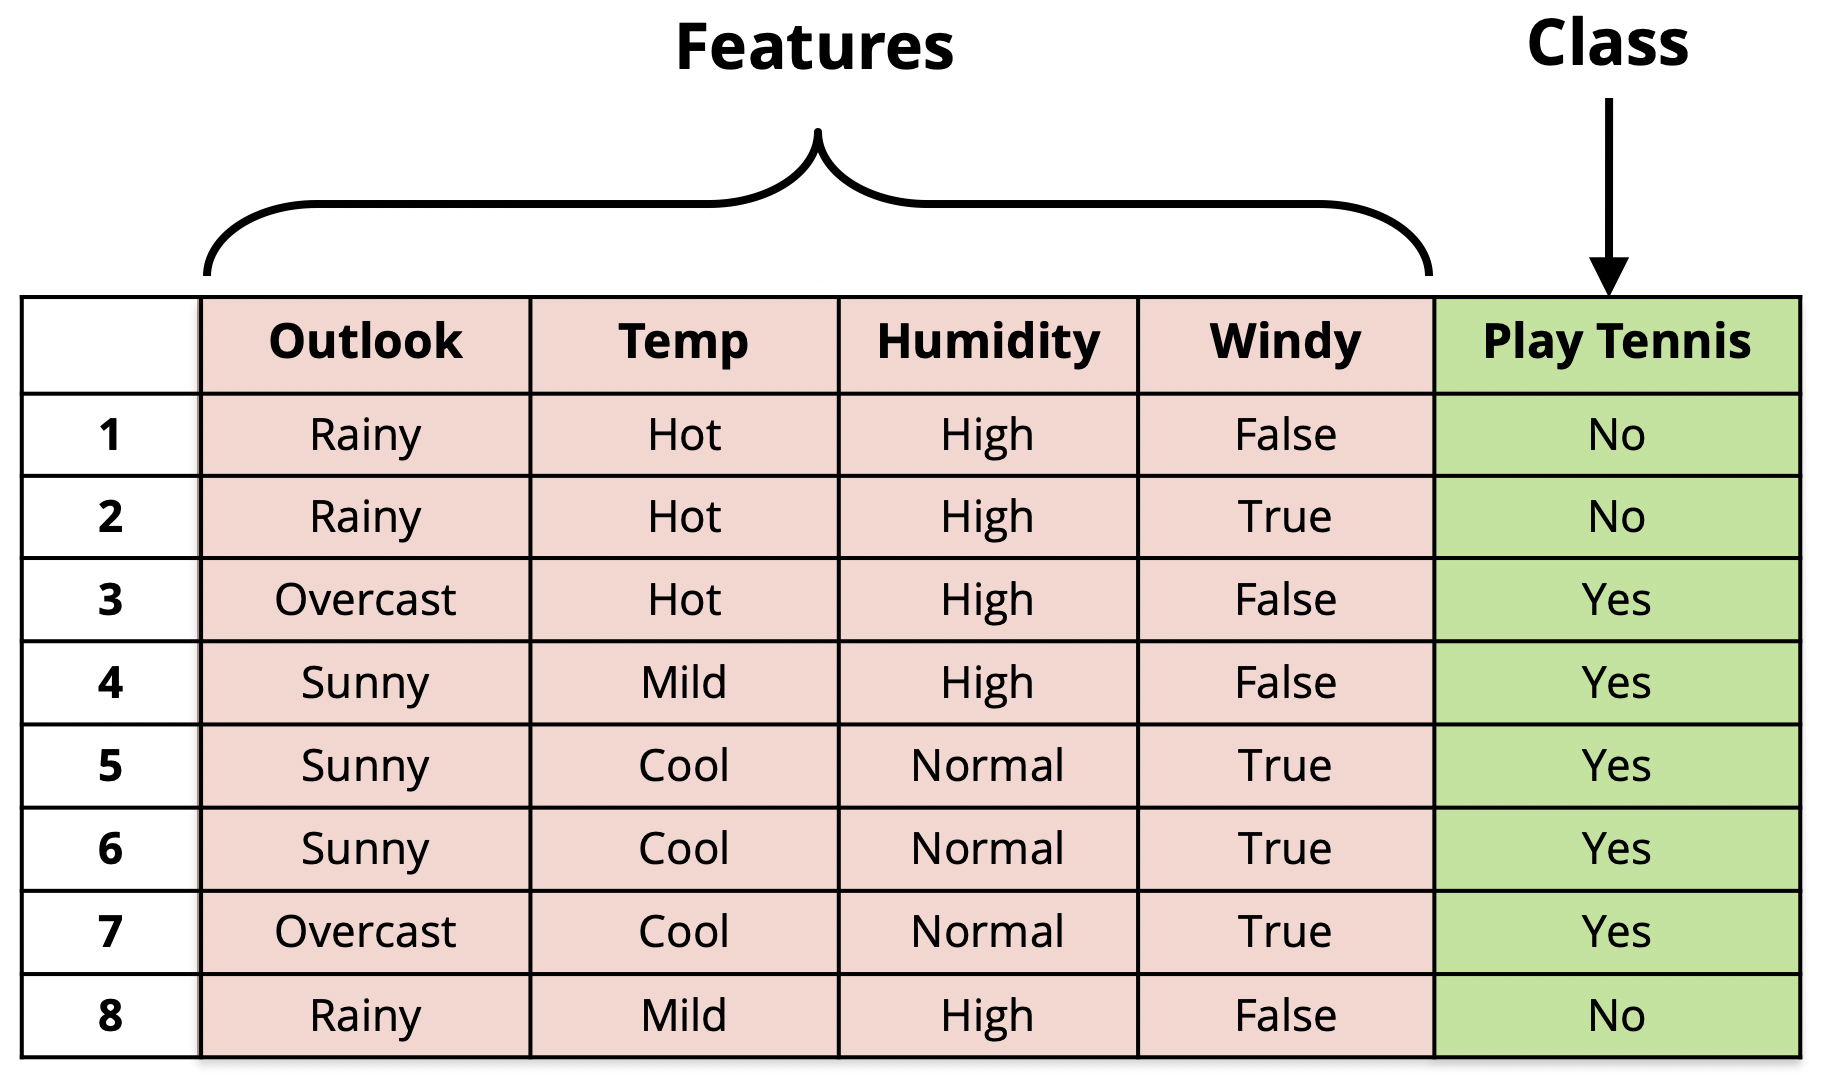 Features Class
Outlook Temp Humidity Windy Play Tennis
1 Rainy Hot High False No
2 Rainy Hot High True No
3 Overcast Hot High False Yes
4 Sunny Mild High False Yes
5 Sunny Cool Normal True Yes
6 Sunny Cool Normal True Yes
7 Overcast Cool Normal True Yes
8 Rainy Mild High False No